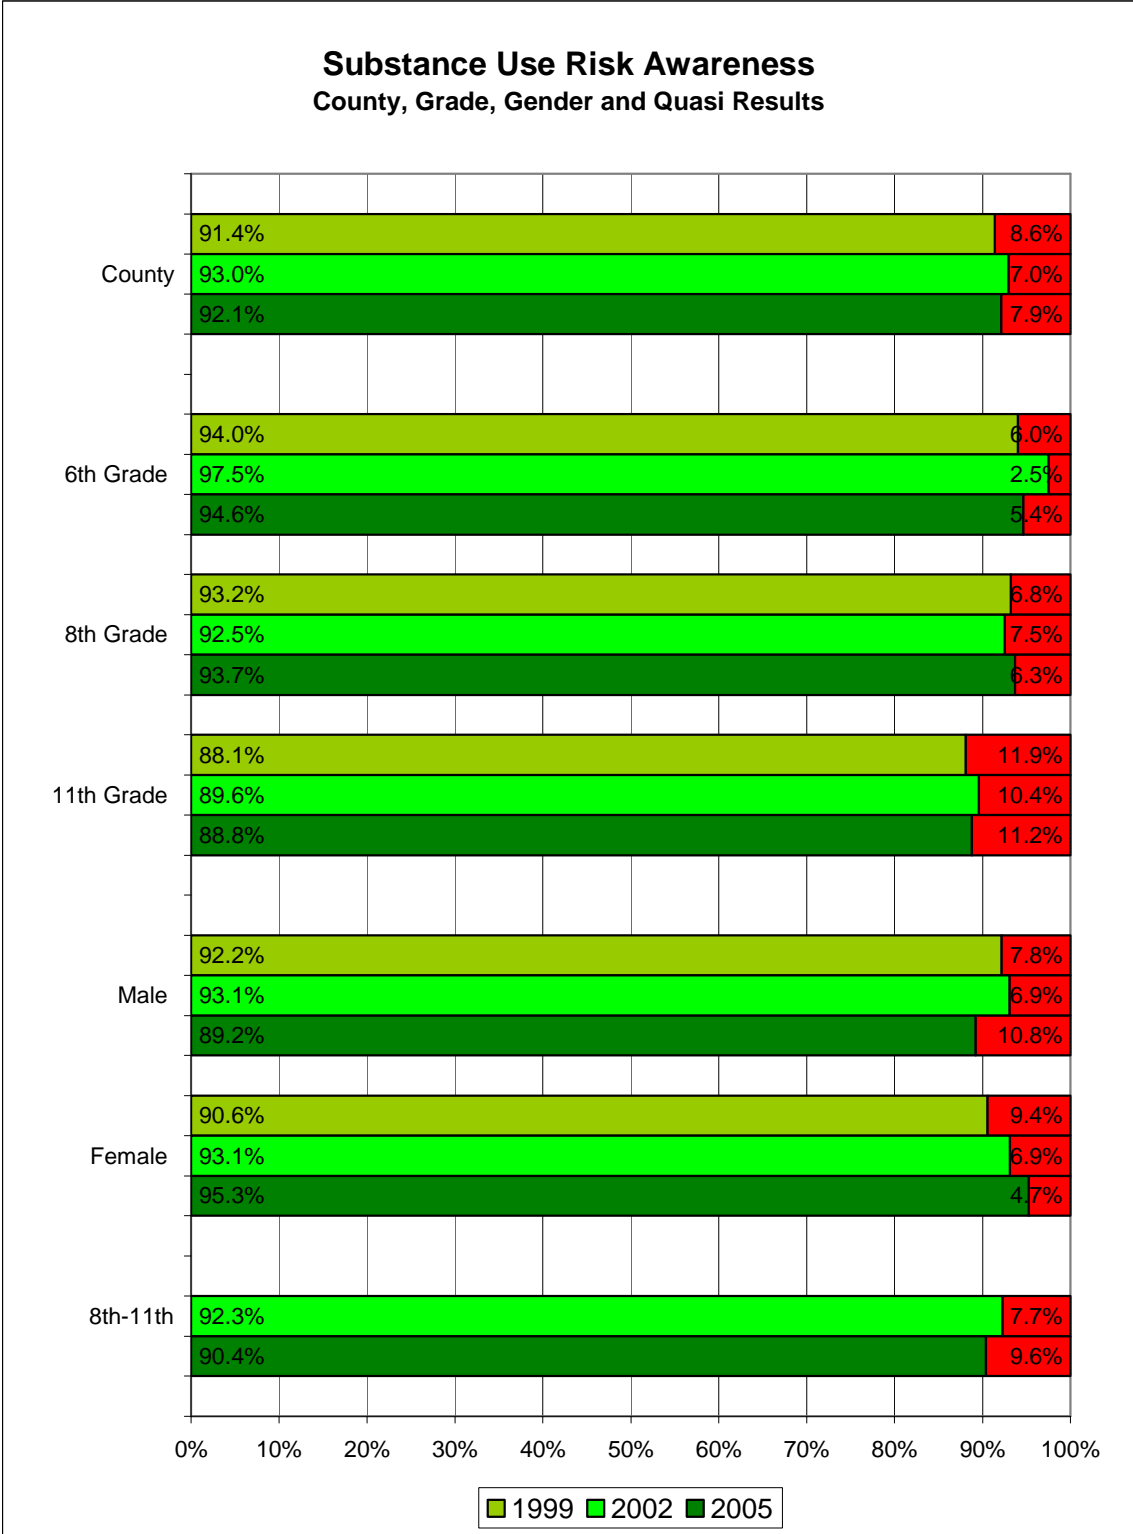 Substance Use Risk Awareness
County, Grade, Gender and Quasi Results
91.4% 8.6%
County 93.0% 7.0%
92.1% 7.9%
94.0% 6.0%
6th Grade 97.5% 2.5%
94.6% 5.4%
93.2% 6.8%
8th Grade 92.5% 7.5%
93.7% 6.3%
88.1% 11.9%
11th Grade 89.6% 10.4%
88.8% 11.2%
92.2% 7.8%
Male 93.1% 6.9%
89.2% 10.8%
90.6% 9.4%
Female 93.1% 6.9%
95.3% 4.7%
8th-11th 92.3% 7.7%
90.4% 9.6%
0% 10% 20% 30% 40% 50% 60% 70% 80% 90% 100%
1999 2002 2005